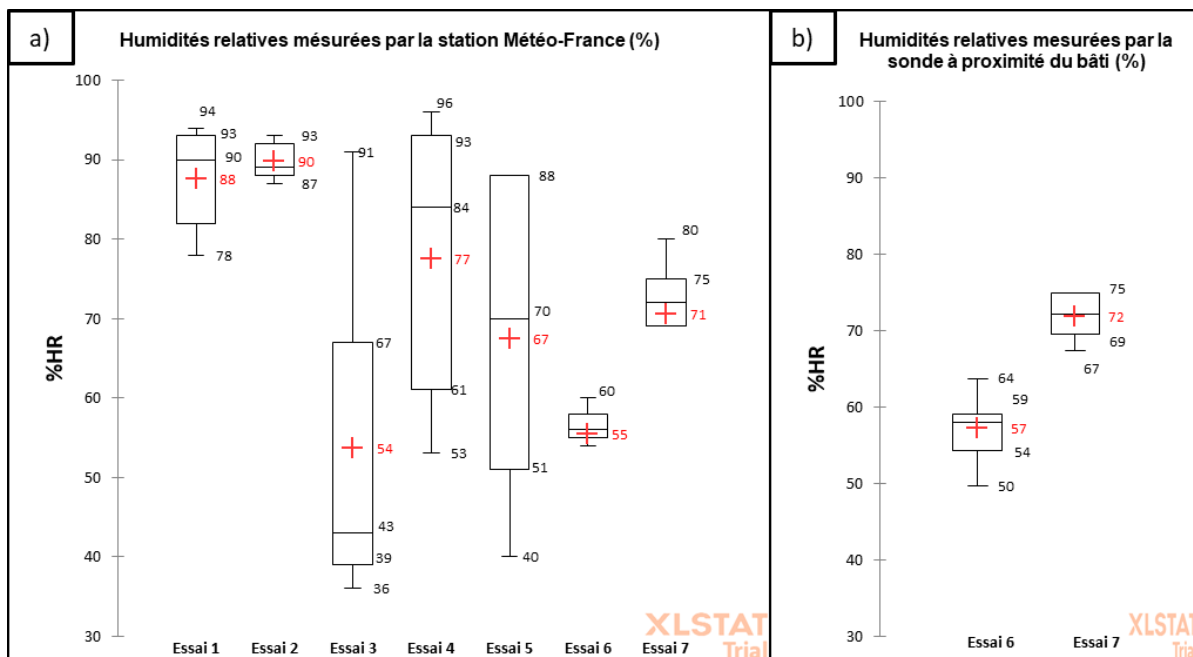 a)
Humidités relatives mésurées par la station Météo-France (%)
%HR
100
90
80
70
60
50
40
30
94
93
90
88
78
93
90
87
91
67
54
43
39
36
96
93
84
77
61
53
88
70
67
51
40
60
55
80
75
71
Essai 1
Essai 2
Essai 3
Essai 4
Essai 5
Essai 6
Essai 7
XLSTAT
Trial
b)
Humidités relatives mesurées par la
sonde à proximité du bâti (%)
%HR
100
90
80
70
60
50
40
30
64
59
57
54
50
75
72
69
67
Essai 6
Essai 7
XLSTAT
Trial